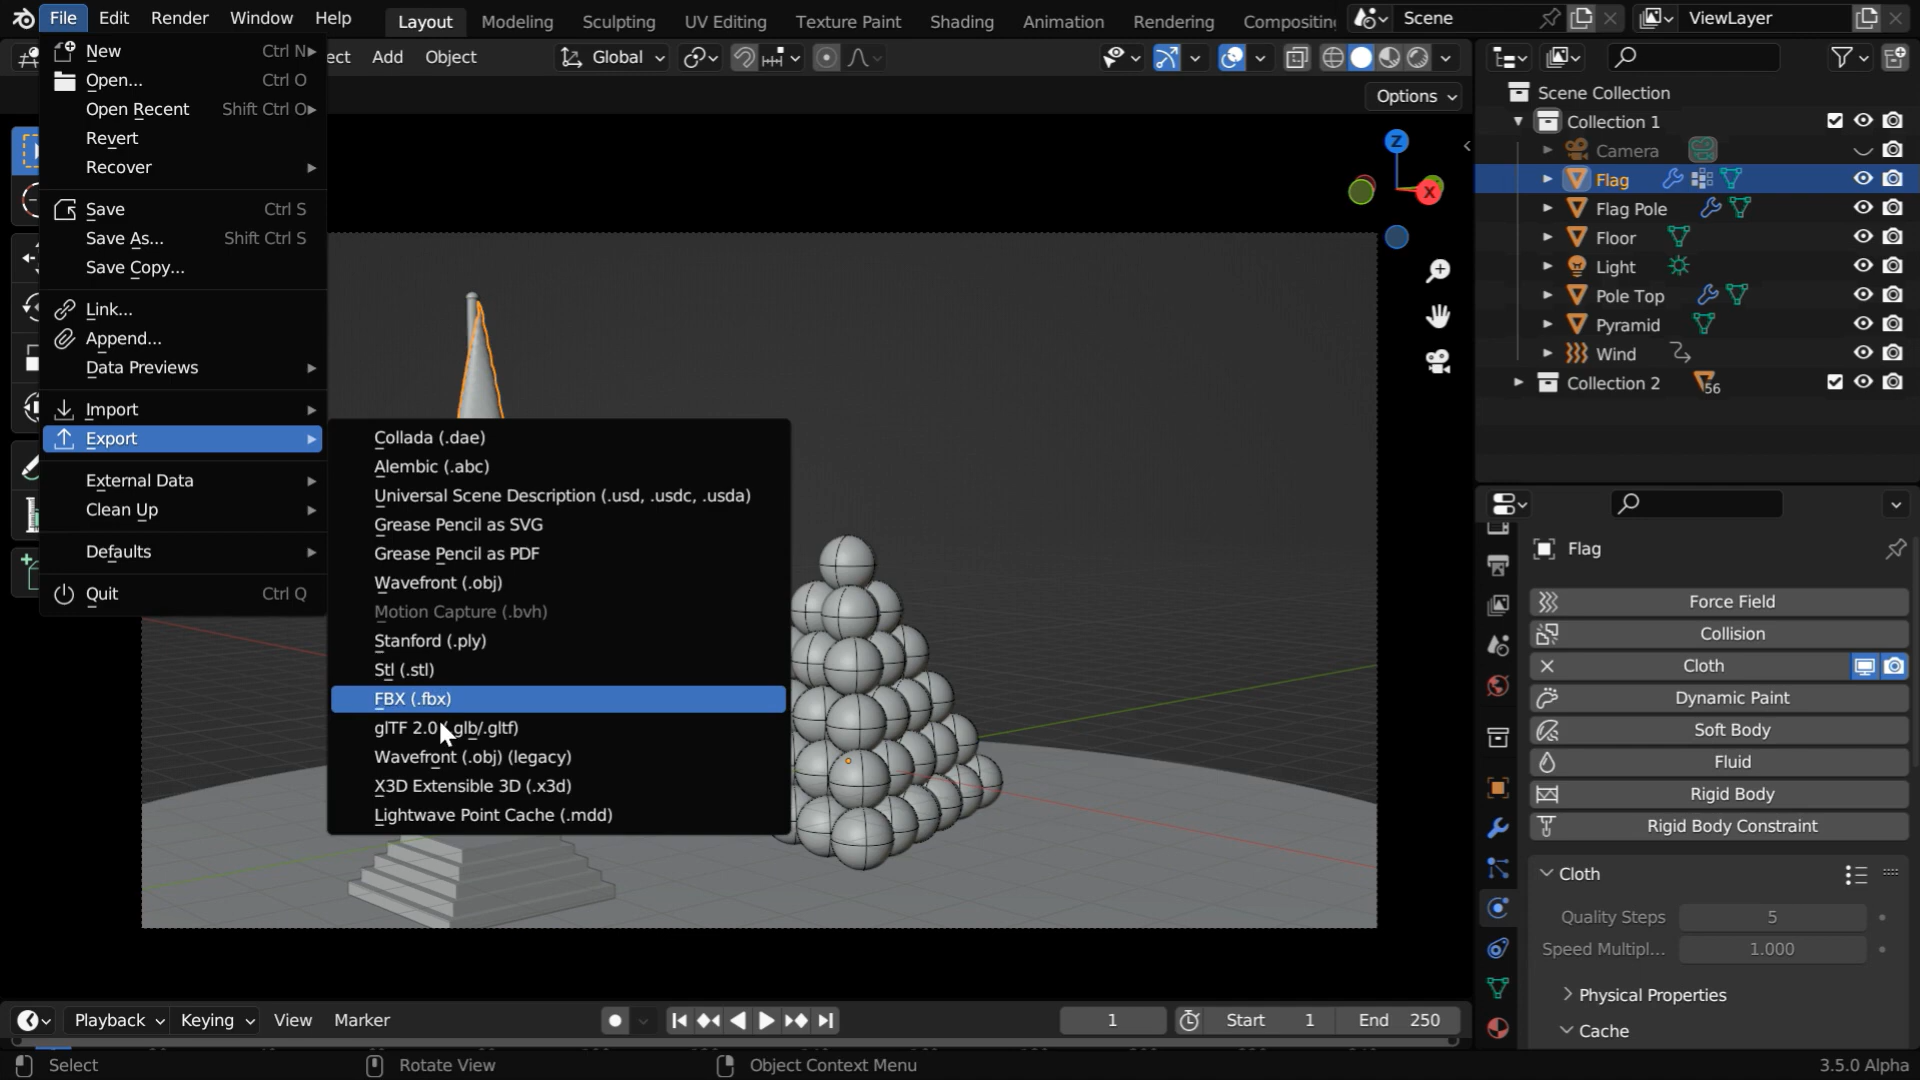 File Edit Render Window Help
Layout Modeling Sculpting UV Editing Texture Paint Shading Animation Rendering Compositing
Scene
ViewLayer
New Ctrl N
Open... Ctrl O
Open Recent Shift Ctrl O
Revert
Recover
Save Ctrl S
Save As... Shift Ctrl S
Save Copy...
Link...
Append...
Data Previews
Import
Export
External Data
Clean Up
Defaults
Quit Ctrl Q
Collada (.dae)
Alembic (.abc)
Universal Scene Description (.usd, .usdc, .usda)
Grease Pencil as SVG
Grease Pencil as PDF
Wavefront (.obj)
Motion Capture (.bvh)
Stanford (.ply)
Stl (.stl)
FBX (.fbx)
glTF 2.0 (.glb/.gltf)
Wavefront (.obj) (legacy)
X3D Extensible 3D (.x3d)
Lightwave Point Cache (.mdd)
ect Add Object
Global
Options
Z
X
Scene Collection
Collection 1
Camera
Flag
Flag Pole
Floor
Light
Pole Top
Pyramid
Wind
Collection 2 56
Flag
Force Field
Collision
Cloth
Dynamic Paint
Soft Body
Fluid
Rigid Body
Rigid Body Constraint
Cloth
Quality Steps 5
Speed Multipl... 1.000
Physical Properties
Cache
Playback Keying View Marker
1 Start 1 End 250
Select Rotate View Object Context Menu 3.5.0 Alpha